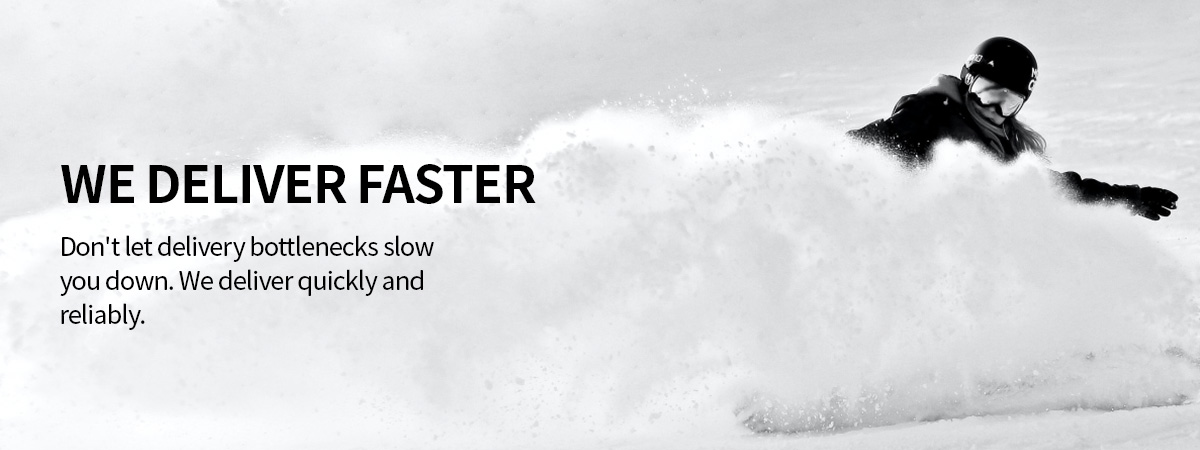 WE DELIVER FASTER
Don't let delivery bottlenecks slow
you down. We deliver quickly and
reliably.